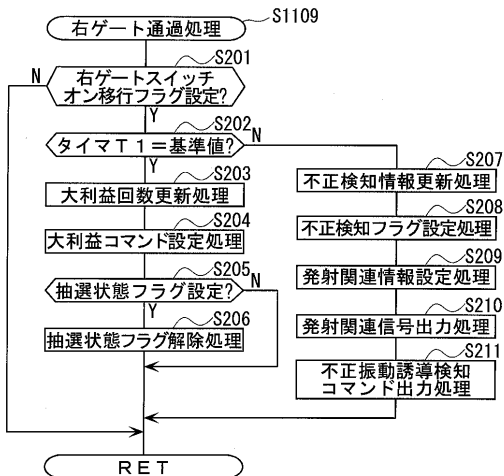 右ゲート通過処理
S1109
S201
N
右ゲートスイッチ
オン移行フラグ設定?
Y
S202
タイマT1=基準値?
N
Y
S203
大利益回数更新処理
S204
大利益コマンド設定処理
S205
抽選状態フラグ設定?
N
Y
S206
抽選状態フラグ解除処理
S207
不正検知情報更新処理
S208
不正検知フラグ設定処理
S209
発射関連情報設定処理
S210
発射関連信号出力処理
S211
不正振動誘導検知
コマンド出力処理
RET